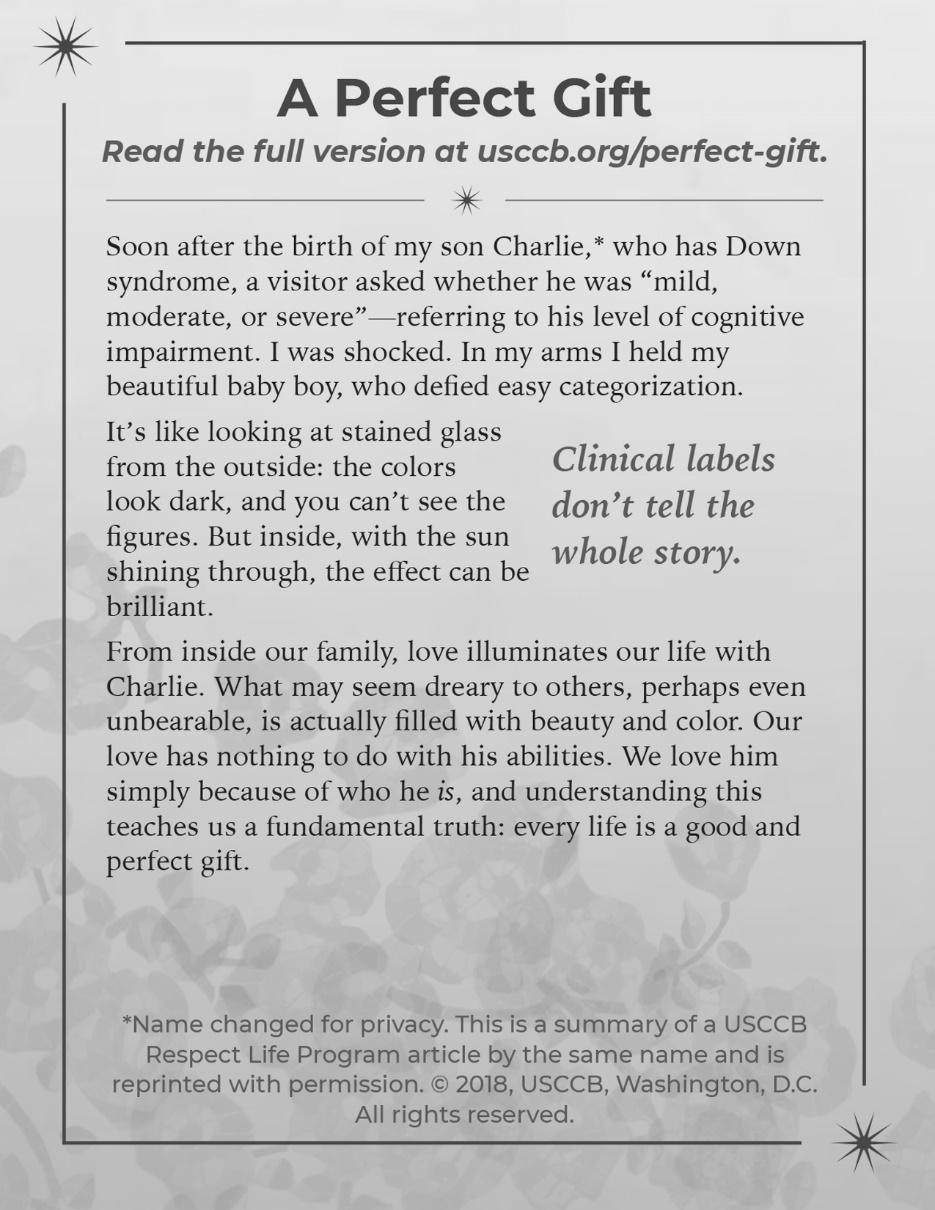 A Perfect Gift
Read the full version at usccb.org/perfect-gift.
Soon after the birth of my son Charlie,* who has Down
syndrome, a visitor asked whether he was “mild,
moderate, or severe”—referring to his level of cognitive
impairment. I was shocked. In my arms I held my
beautiful baby boy, who defied easy categorization.
It’s like looking at stained glass
from the outside: the colors
look dark, and you can’t see the
figures. But inside, with the sun
shining through, the effect can be
brilliant.
Clinical labels
don’t tell the
whole story.
From inside our family, love illuminates our life with
Charlie. What may seem dreary to others, perhaps even
unbearable, is actually filled with beauty and color. Our
love has nothing to do with his abilities. We love him
simply because of who he is, and understanding this
teaches us a fundamental truth: every life is a good and
perfect gift.
*Name changed for privacy. This is a summary of a USCCB
Respect Life Program article by the same name and is
reprinted with permission. © 2018, USCCB, Washington, D.C.
All rights reserved.